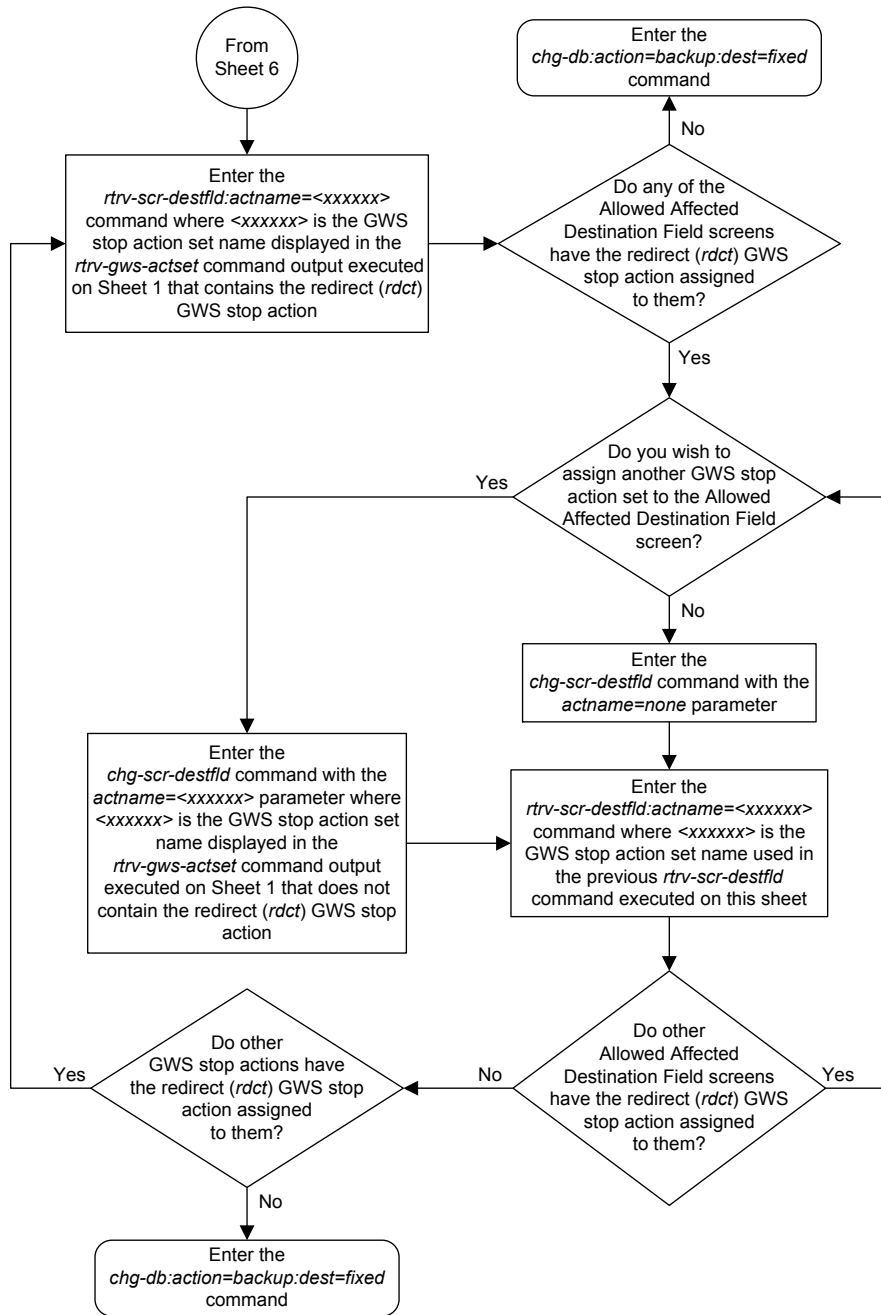 From
Sheet 6
Enter the
chg-db:action=backup:dest=fixed
command
No
Enter the
rtrv-scr-destfld:actname=<xxxxxx>
command where <xxxxxx> is the GWS
stop action set name displayed in the
rtrv-gws-actset command output executed
on Sheet 1 that contains the redirect (rdct)
GWS stop action
Do any of the
Allowed Affected
Destination Field screens
have the redirect (rdct) GWS
stop action assigned
to them?
Yes
Do you wish to
assign another GWS stop
action set to the Allowed
Affected Destination Field
screen?
Yes
No
Enter the
chg-scr-destfld command with the
actname=none parameter
Enter the
chg-scr-destfld command with the
actname=<xxxxxx> parameter where
<xxxxxx> is the GWS stop action set
name displayed in the
rtrv-gws-actset command output
executed on Sheet 1 that does not
contain the redirect (rdct) GWS stop
action
Enter the
rtrv-scr-destfld:actname=<xxxxxx>
command where <xxxxxx> is the
GWS stop action set name used in
the previous rtrv-scr-destfld
command executed on this sheet
Do other
Allowed Affected
Destination Field screens
have the redirect (rdct) GWS
stop action assigned
to them?
Yes
No
Do other
GWS stop actions have
the redirect (rdct) GWS stop
action assigned
to them?
Yes
No
Enter the
chg-db:action=backup:dest=fixed
command